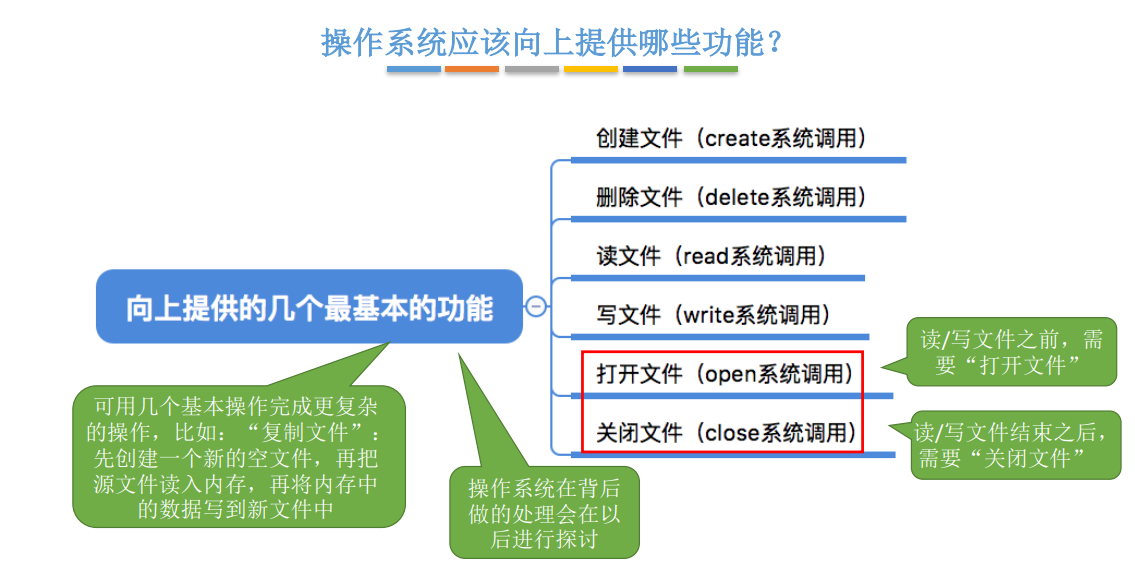 操作系统应该向上提供哪些功能？
创建文件（create系统调用）
删除文件（delete系统调用）
读文件（read系统调用）
向上提供的几个最基本的功能
写文件（write系统调用）
打开文件（open系统调用）
读/写文件之前，需
要“打开文件”
关闭文件（close系统调用）
读/写文件结束之后，
需要“关闭文件”
可用几个基本操作完成更复杂
的操作，比如：“复制文件”：
先创建一个新的空文件，再把
源文件读入内存，再将内存中
的数据写到新文件中
操作系统在背后
做的处理会在以
后进行探讨